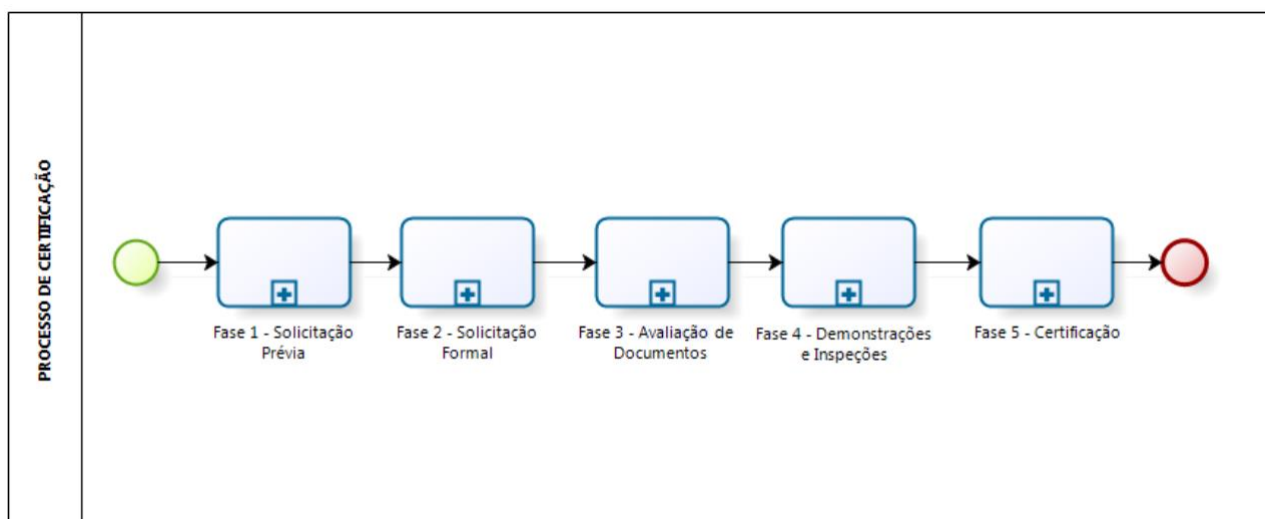 PROCESSO DE CERTIFICAÇÃO
Fase 1 - Solicitação
Prévia
Fase 2 - Solicitação
Formal
Fase 3 - Avaliação de
Documentos
Fase 4 - Demonstrações
e Inspeções
Fase 5 - Certificação